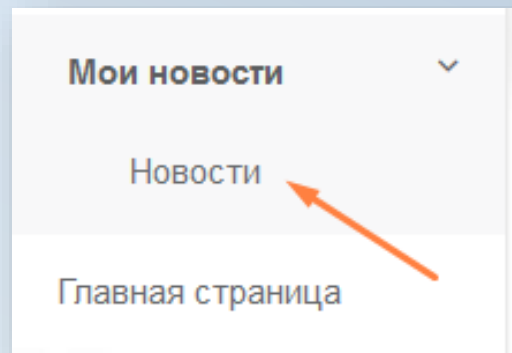 Мои новости
Новости
Главная страница